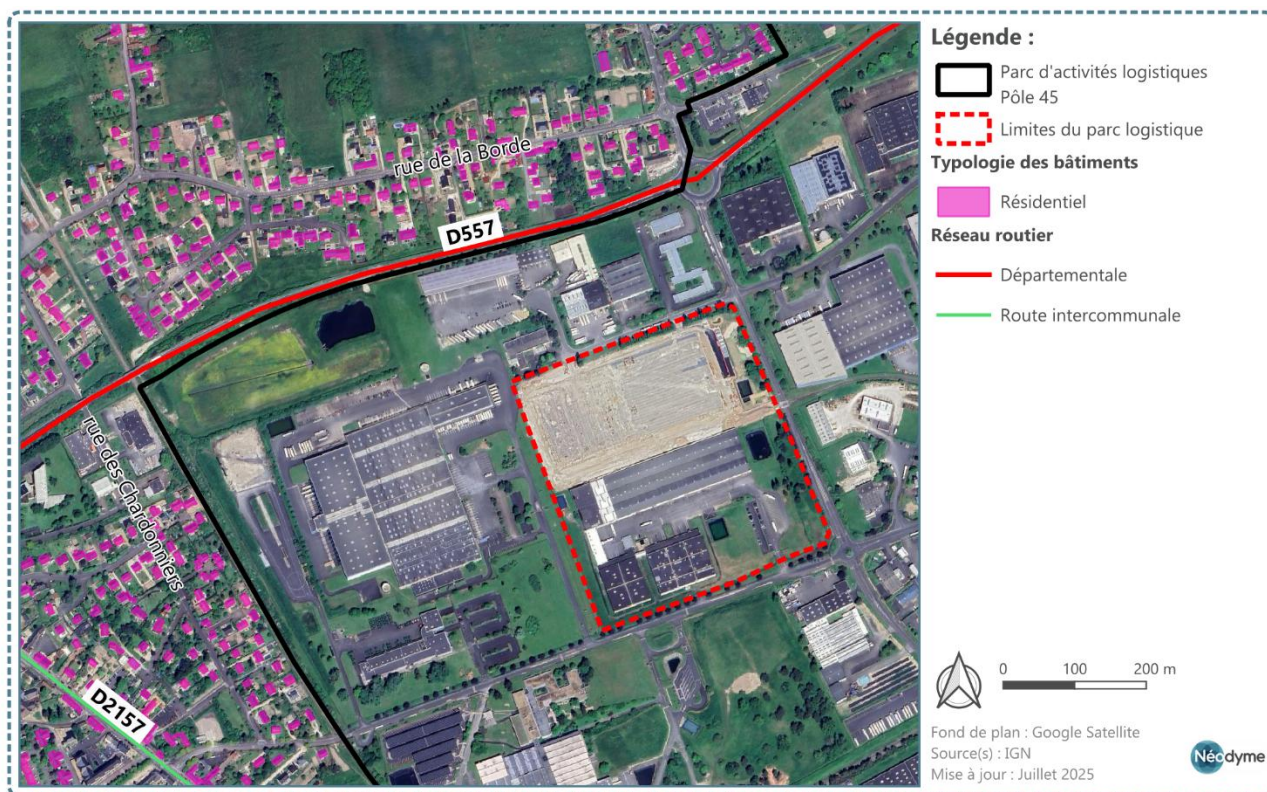 rue de la Borde
D557
rue des Chardonniers
D2157
Légende :
Parc d'activités logistiques
Pôle 45
Limites du parc logistique
Typologie des bâtiments
Résidentiel
Réseau routier
Départementale
Route intercommunale
0 100 200 m
Fond de plan : Google Satellite
Source(s) : IGN
Mise à jour : Juillet 2025
Néodyme